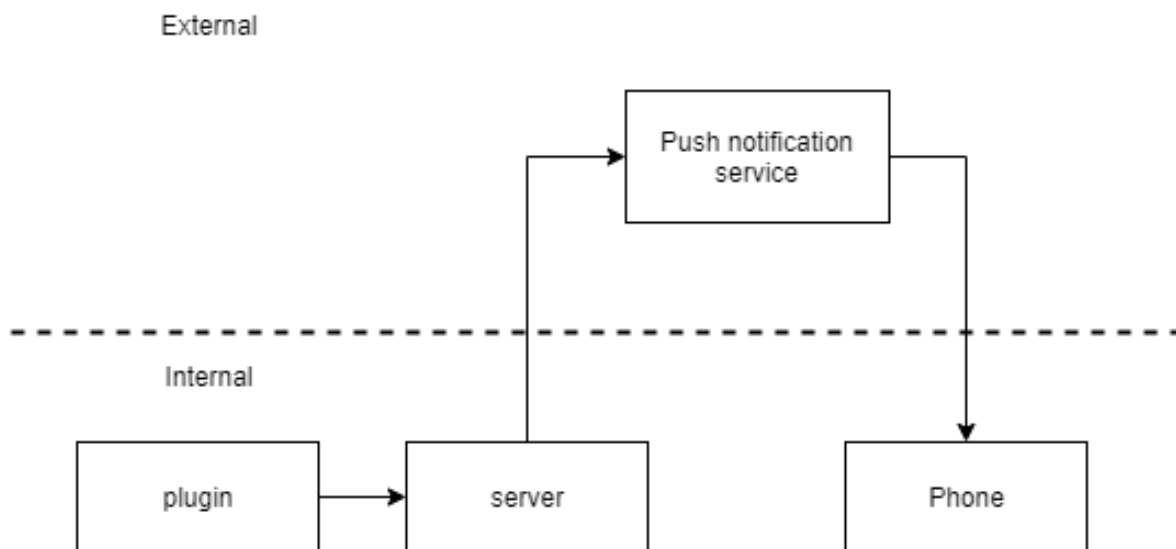 External
Push notification
service
Internal
plugin
server
Phone